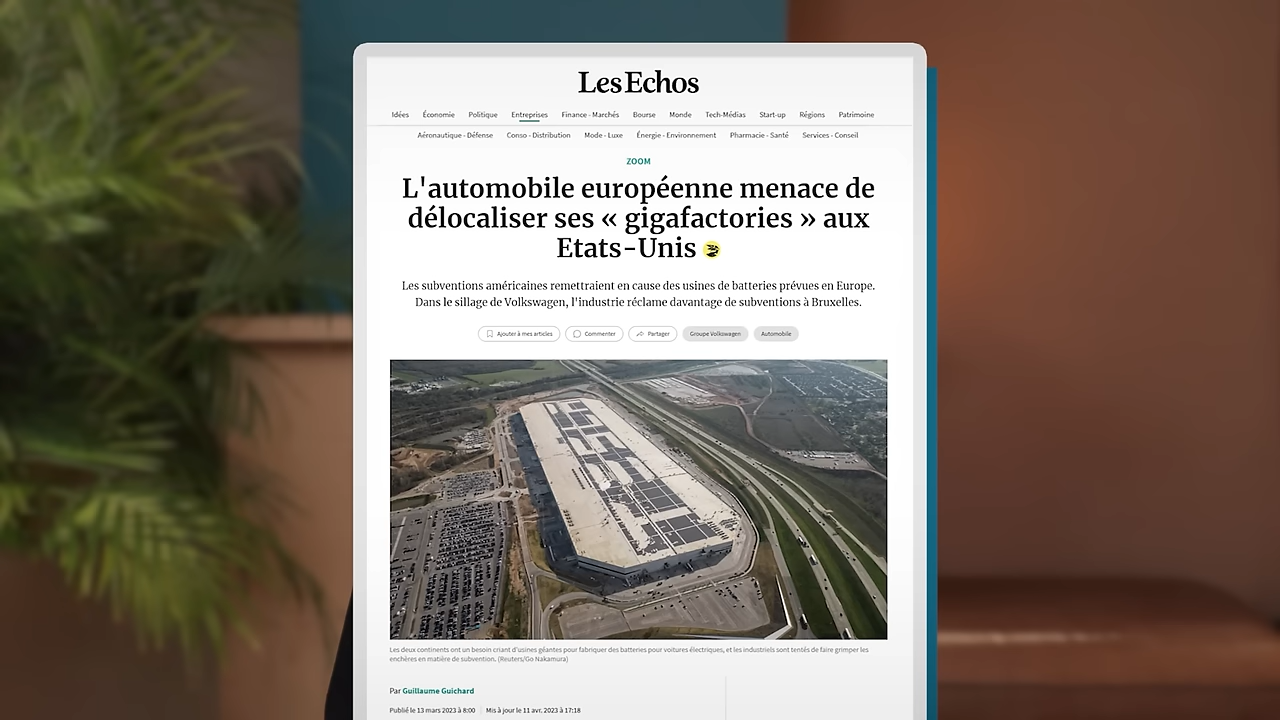 Les Echos
Idées Économie Politique Entreprises Finance - Marchés Bourse Monde Tech-Médias Start-up Régions Patrimoine
Aéronautique - Défense Conso - Distribution Mode - Luxe Énergie - Environnement Pharmacie - Santé Services - Conseil
ZOOM
L'automobile européenne menace de
délocaliser ses « gigafactories » aux
Etats-Unis
Les subventions américaines remettraient en cause des usines de batteries prévues en Europe.
Dans le sillage de Volkswagen, l'industrie réclame davantage de subventions à Bruxelles.
Ajouter à mes articles Commenter Partager Groupe Volkswagen Automobile
Les deux continents ont un besoin criant d'usines géantes pour fabriquer des batteries pour voitures électriques, et les industriels sont tentés de faire grimper les
enchères en matière de subvention. (Reuters/Go Nakamura)
Par Guillaume Guichard
Publié le 13 mars 2023 à 8:00 Mis à jour le 11 avr. 2023 à 17:18